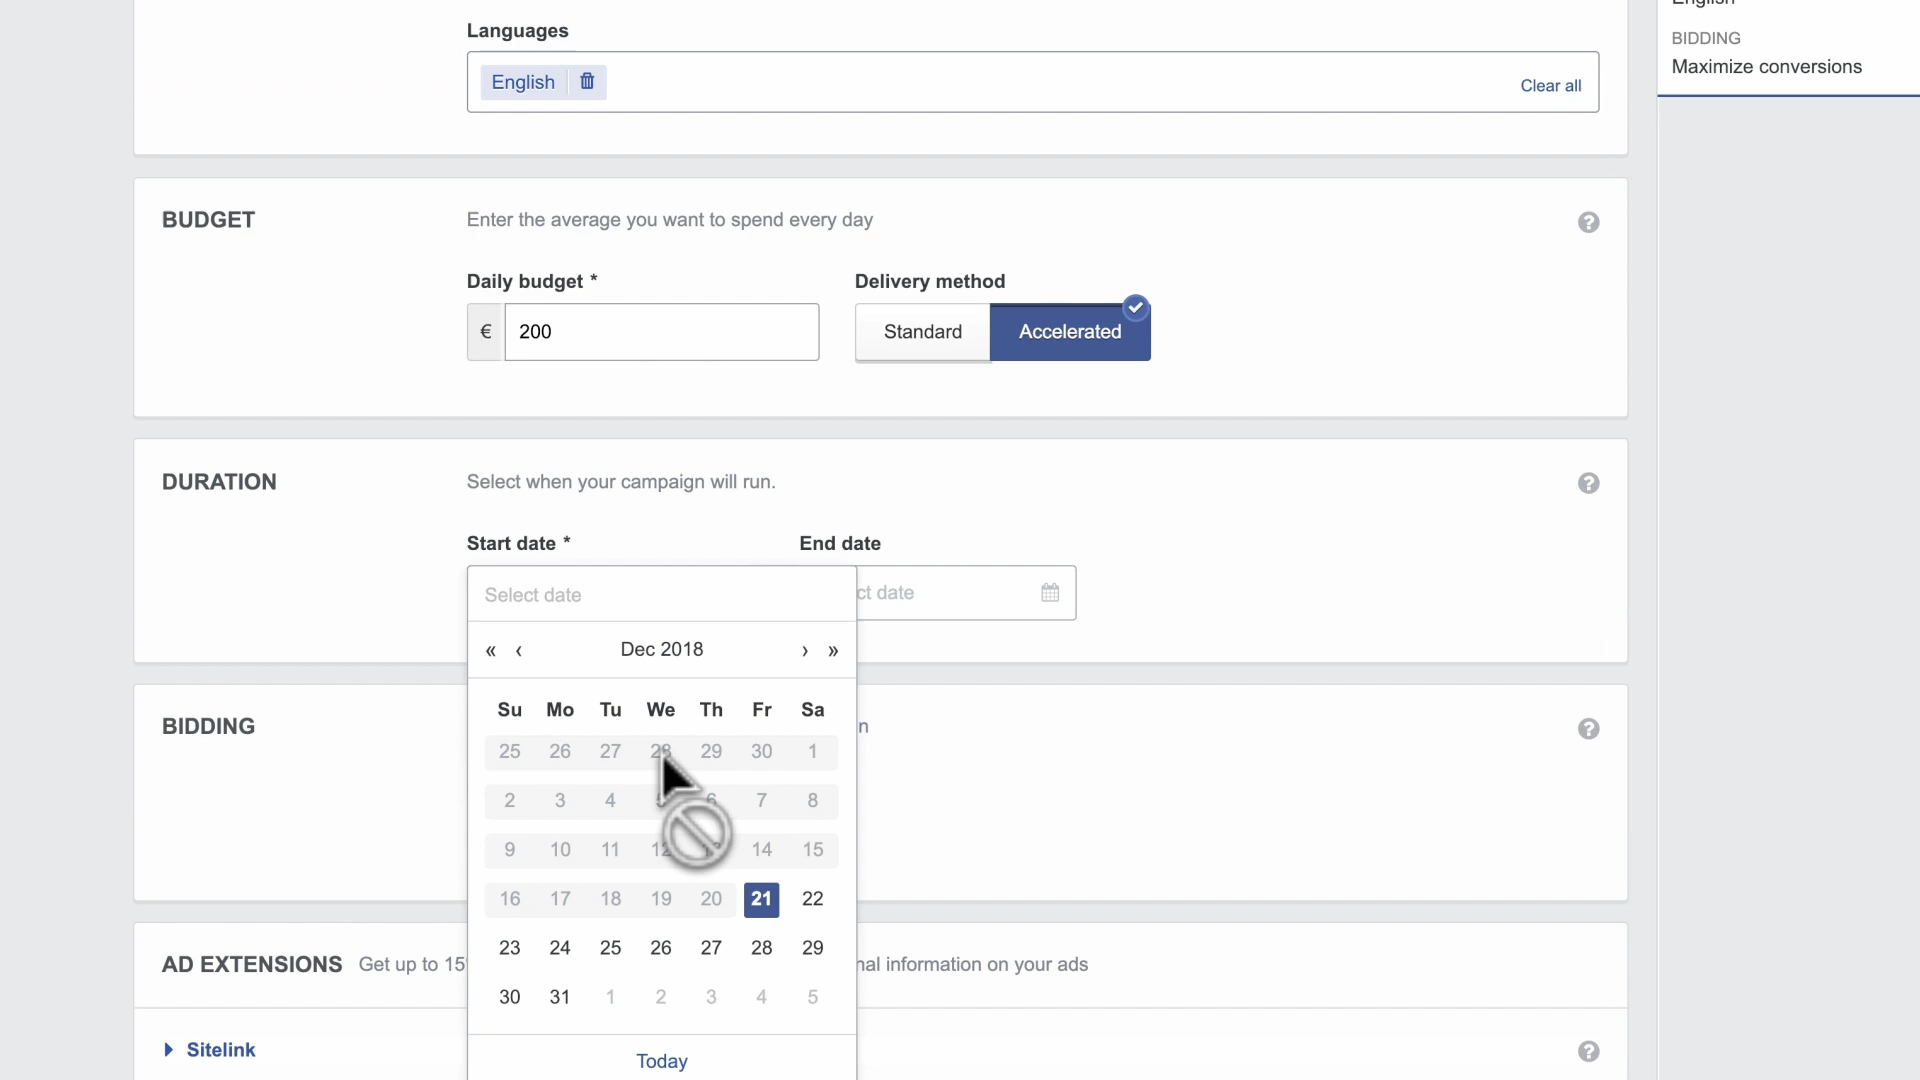 Languages
English
Clear all
BIDDING
Maximize conversions
BUDGET
Enter the average you want to spend every day
Daily budget *
Delivery method
€ 200
Standard
Accelerated
DURATION
Select when your campaign will run.
Start date *
End date
Select date
ct date
« ‹ Dec 2018 › »
Su Mo Tu We Th Fr Sa
25 26 27 28 29 30 1
2 3 4 5 6 7 8
9 10 11 12 13 14 15
16 17 18 19 20 21 22
23 24 25 26 27 28 29
30 31 1 2 3 4 5
Today
BIDDING
n
AD EXTENSIONS Get up to 15
nal information on your ads
Sitelink